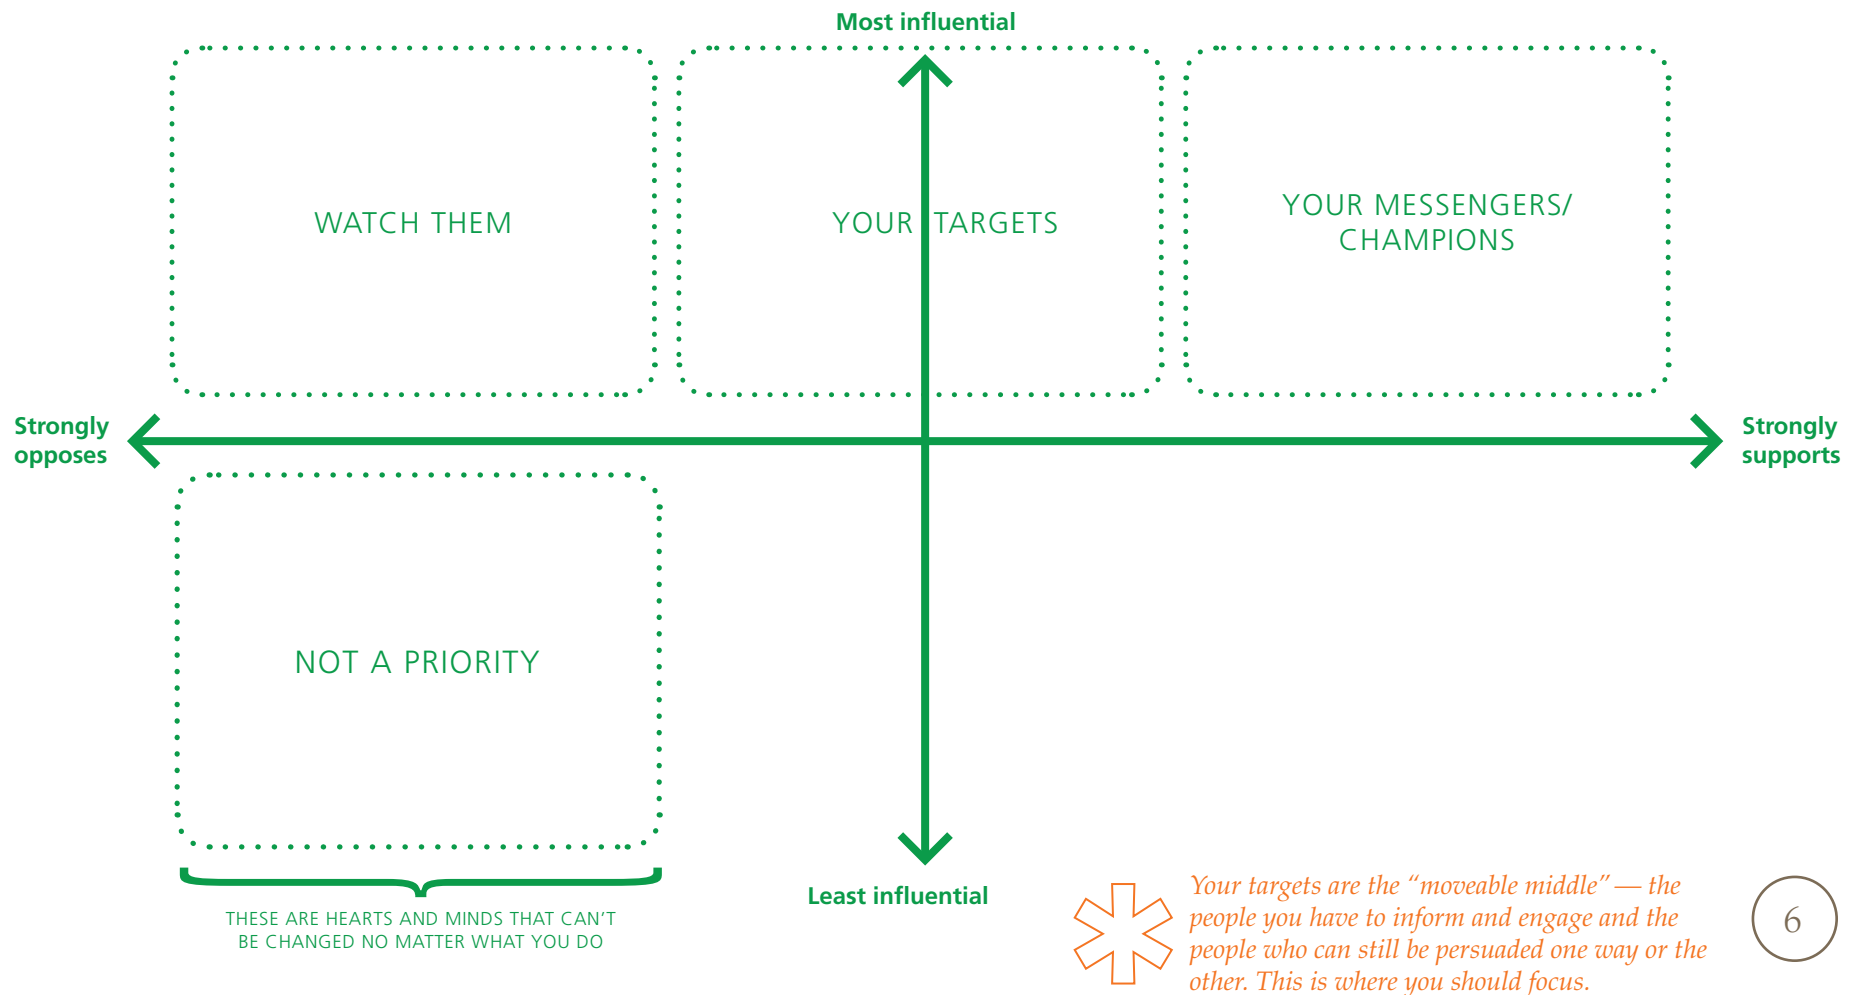 Most influential
WATCH THEM
YOUR TARGETS
YOUR MESSENGERS/
CHAMPIONS
Strongly
opposes
Strongly
supports
NOT A PRIORITY
THESE ARE HEARTS AND MINDS THAT CAN’T
BE CHANGED NO MATTER WHAT YOU DO
Least influential
Your targets are the “moveable middle” — the
people you have to inform and engage and the
people who can still be persuaded one way or the
other. This is where you should focus.
6